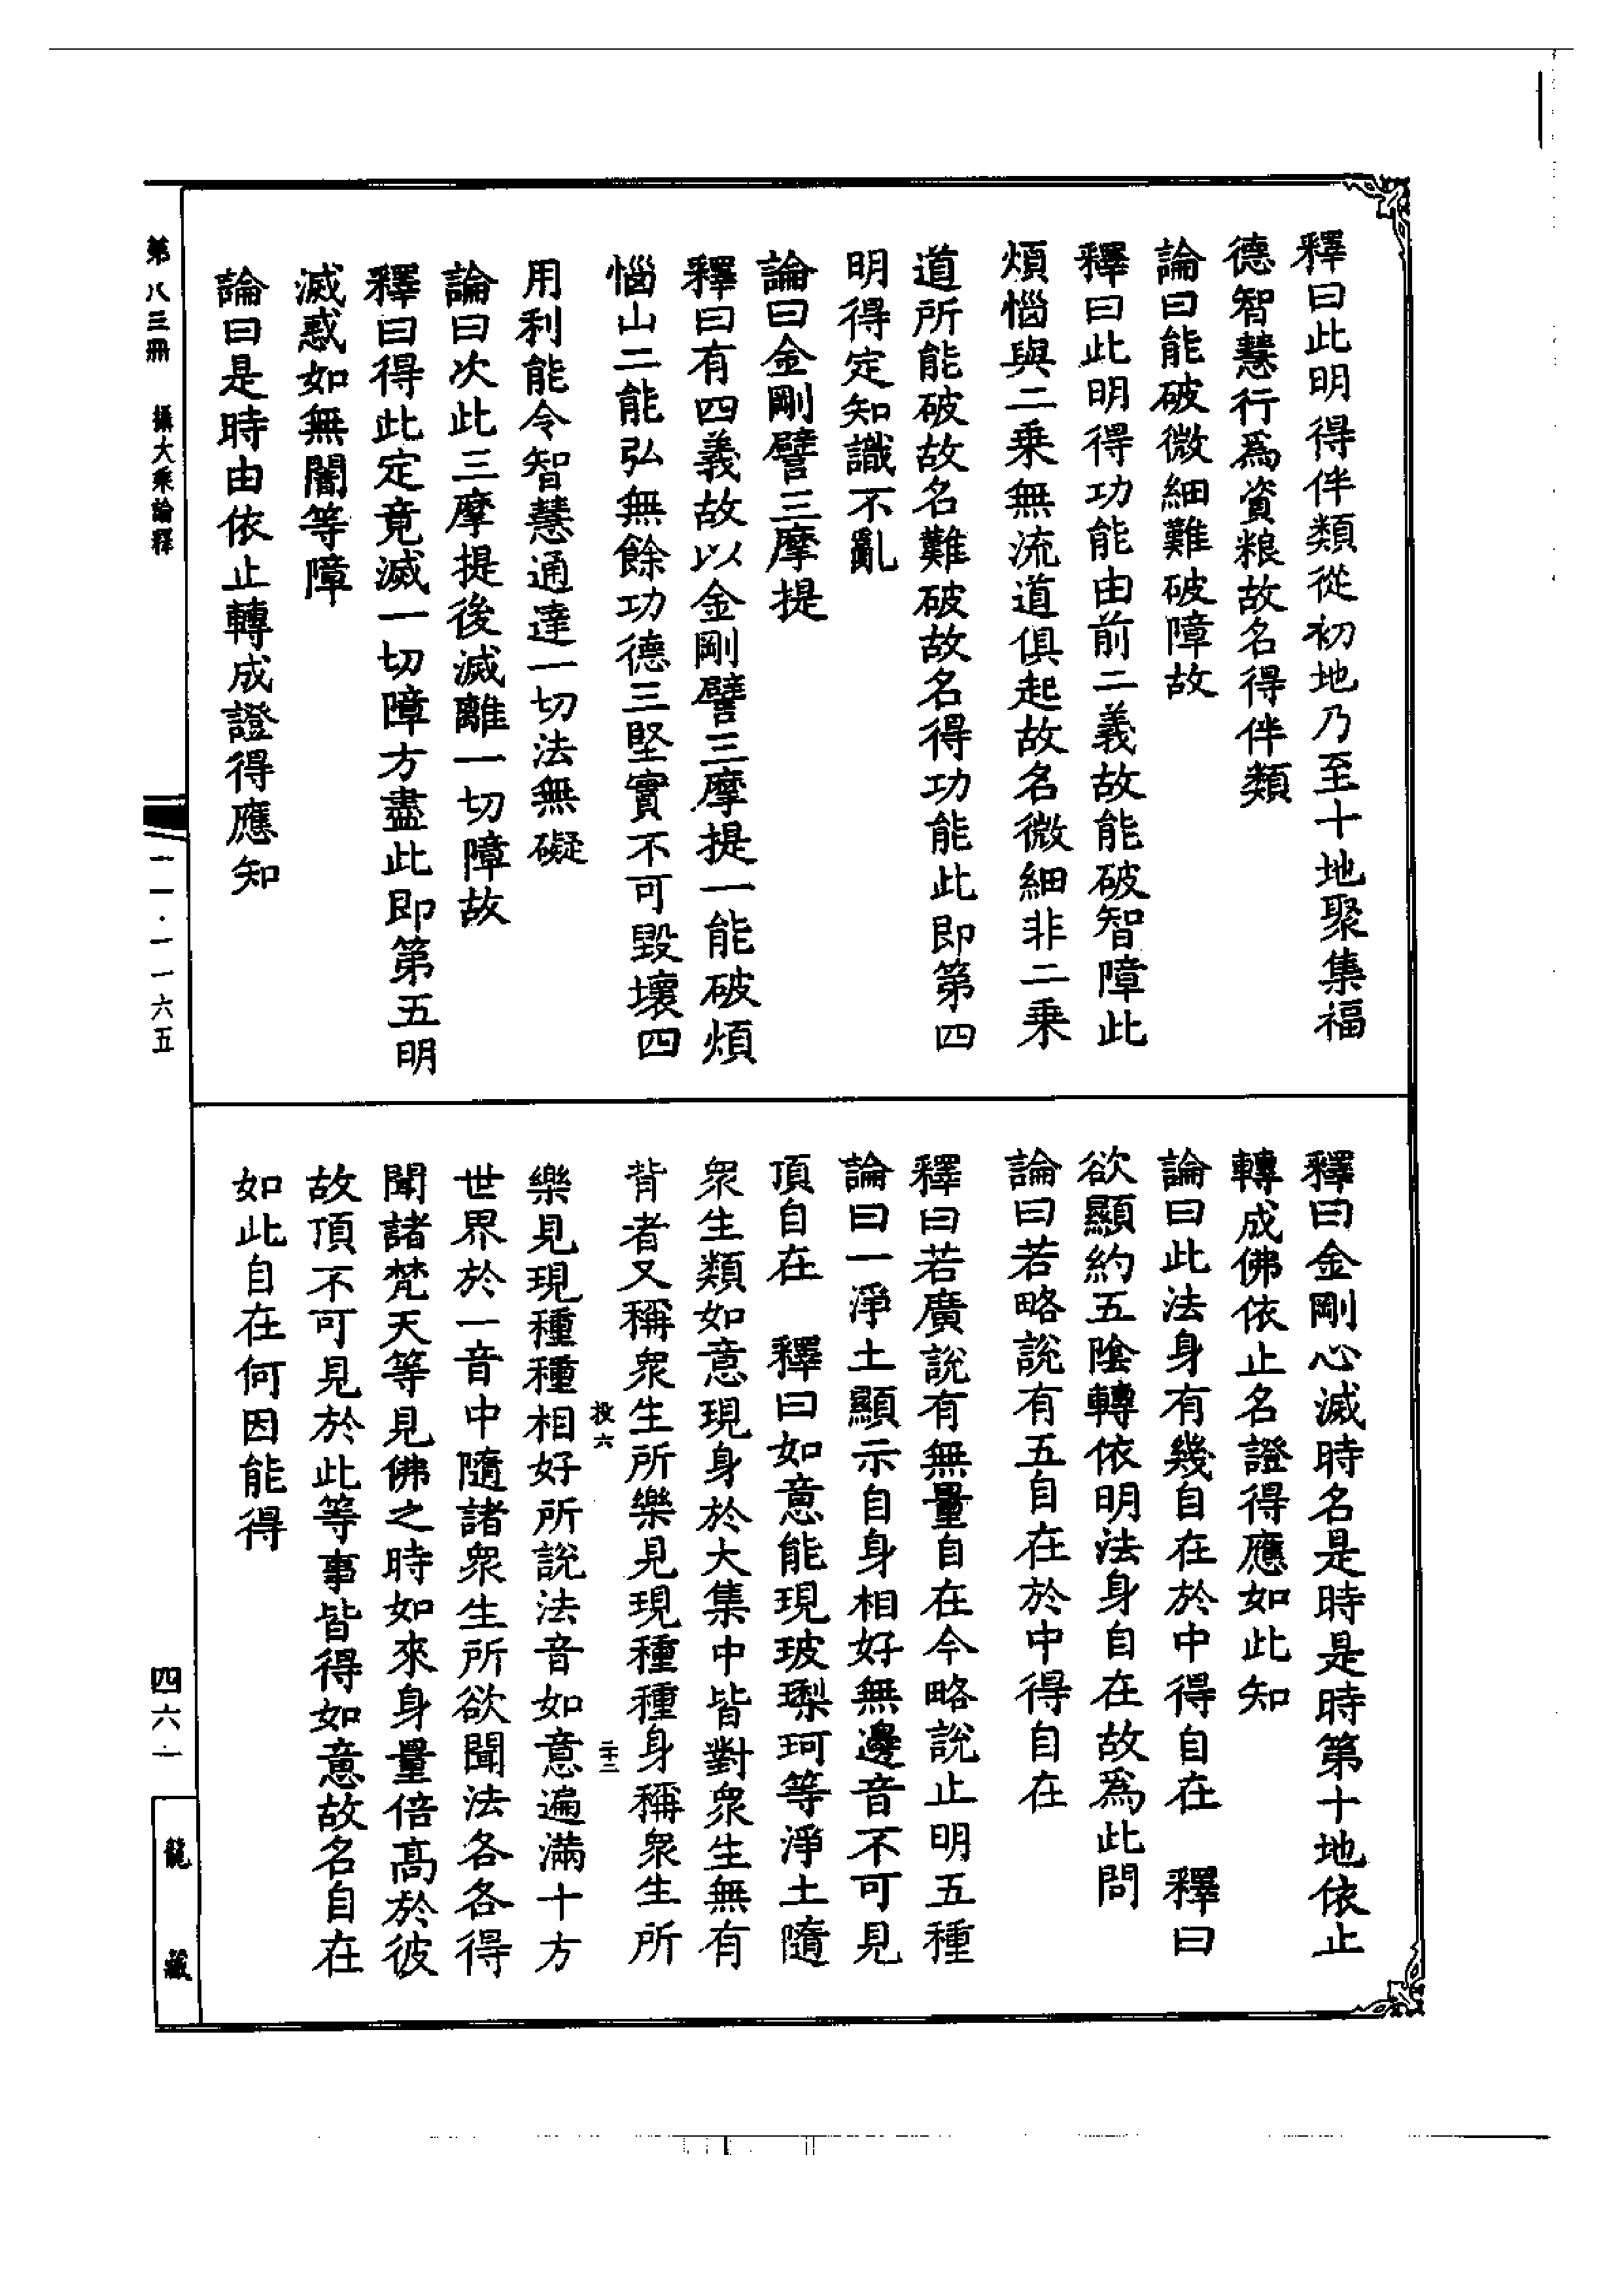 釋曰此明得伴類從初地乃至十地聚集福
德智慧行為資粮故名得伴類
論曰能破微細難破障故
釋曰此明得功能由前二義故能破智障此
煩惱與二乘無流道俱起故名微細非二乘
道所能破故名難破故名得功能此即第四
明得定知識不亂
論曰金剛譬三摩提
釋曰有四義故以金剛譬三摩提一能破煩
惱山二能弘無餘功德三堅實不可毀壞四
用利能令智慧通達一切法無礙
論曰次此三摩提後滅離一切障故
釋曰得此定竟滅一切障方盡此即第五明
滅惑如無闇等障
論曰是時由依止轉成證得應知
釋曰金剛心滅時名是時是時第十地依止
轉成佛依止名證得應如此知
論曰此法身有幾自在於中得自在 釋曰
欲顯約五陰轉依明法身自在故為此問
論曰若略說有五自在於中得自在
釋曰若廣說有無量自在今略說止明五種
論曰一淨土顯示自身相好無邊音不可見
頂自在 釋曰如意能現玻瓈珂等淨土隨
眾生類如意現身於大集中皆對眾生無有
背者又稱眾生所樂見現種種身稱眾生所
樂見現種種相好所說法音如意遍滿十方
世界於一音中隨諸眾生所欲聞法各各得
聞諸梵天等見佛之時如來身量倍高於彼
故頂不可見於此等事皆得如意故名自在
如此自在何因能得
投六
二十三
第八三冊 攝大乘論釋
一一·一一六五
四六一
龍藏